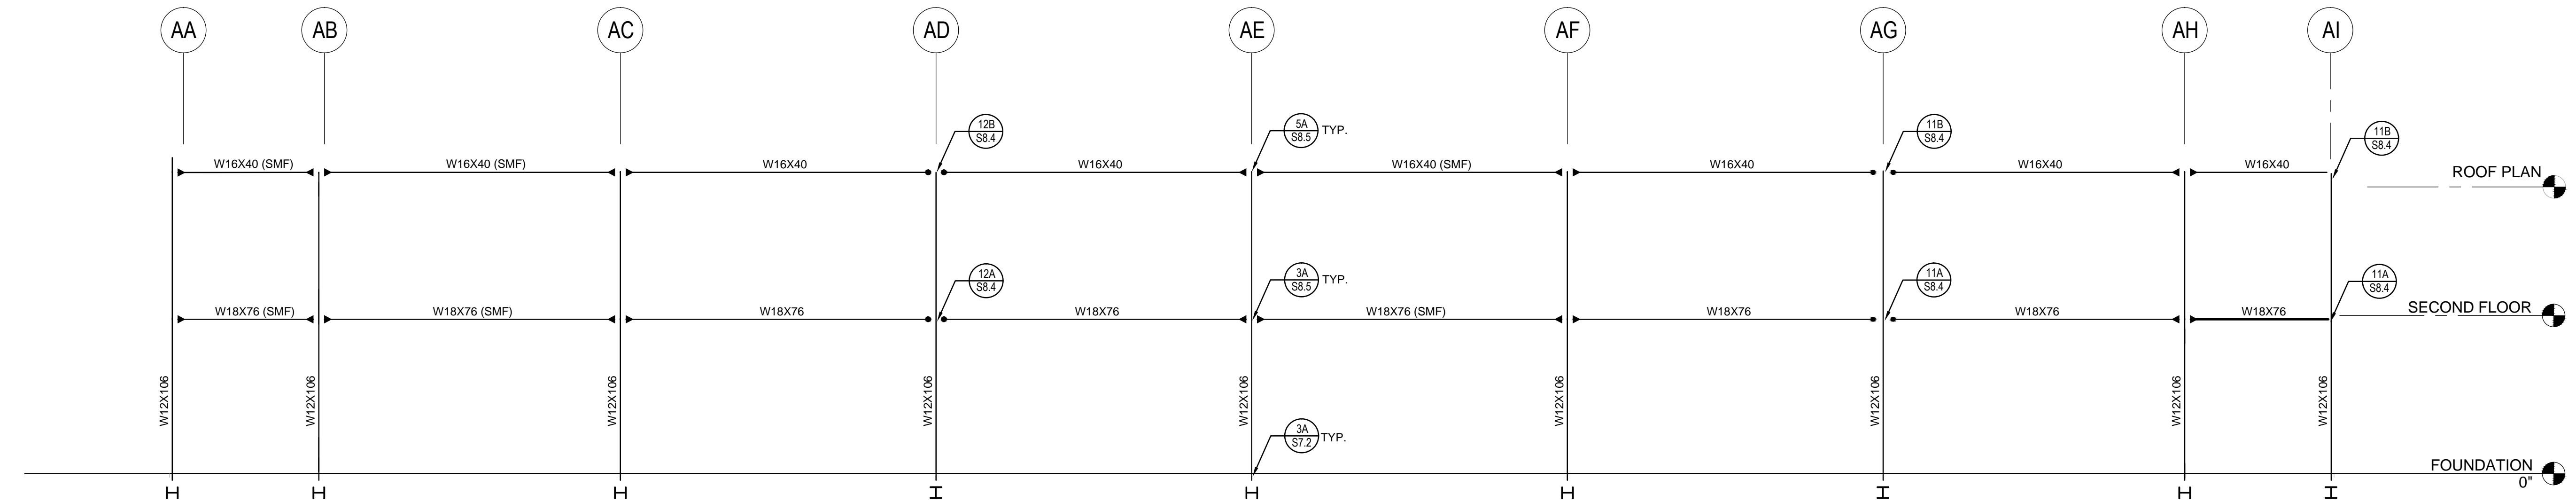 AA AB AC AD AE AF AG AH AI
12B
S8.4
5A
S8.5
TYP.
11B
S8.4
11B
S8.4
W16X40 (SMF) W16X40 (SMF) W16X40 W16X40 W16X40 (SMF) W16X40 W16X40 W16X40
ROOF PLAN
12A
S8.4
3A
S8.5
TYP.
11A
S8.4
11A
S8.4
W18X76 (SMF) W18X76 (SMF) W18X76 W18X76 W18X76 (SMF) W18X76 W18X76 W18X76
SECOND FLOOR
W12X106 W12X106 W12X106 W12X106 W12X106 W12X106 W12X106 W12X106 W12X106
3A
S7.2
TYP.
FOUNDATION
0"